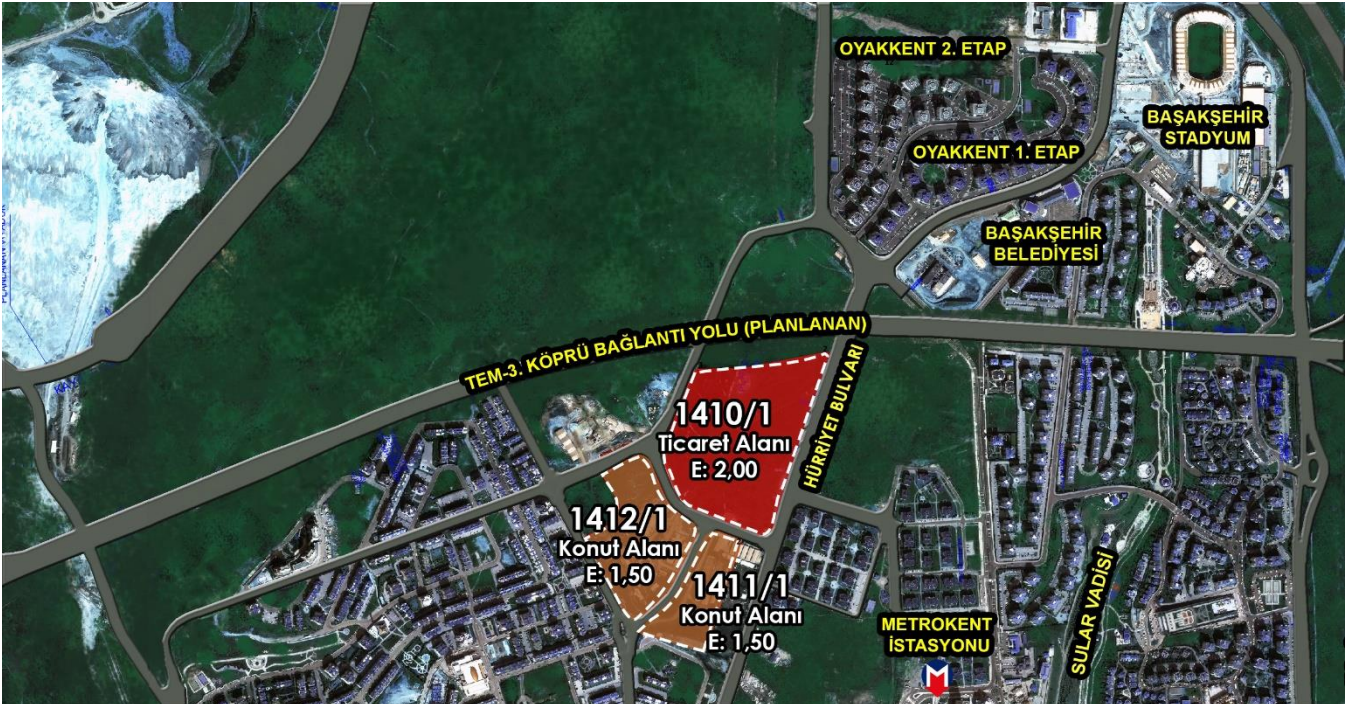 OYAKKENT 2. ETAP
BAŞAKŞEHİR
STADYUM
OYAKKENT 1. ETAP
BAŞAKŞEHİR
BELEDİYESİ
TEM-3. KÖPRÜ BAĞLANTI YOLU (PLANLANAN)
HÜRRİYET BULVARI
1410/1
Ticaret Alanı
E: 2,00
1412/1
Konut Alanı
E: 1,50
1411/1
Konut Alanı
E: 1,50
METROKENT
İSTASYONU
M
SULAR VADİSİ